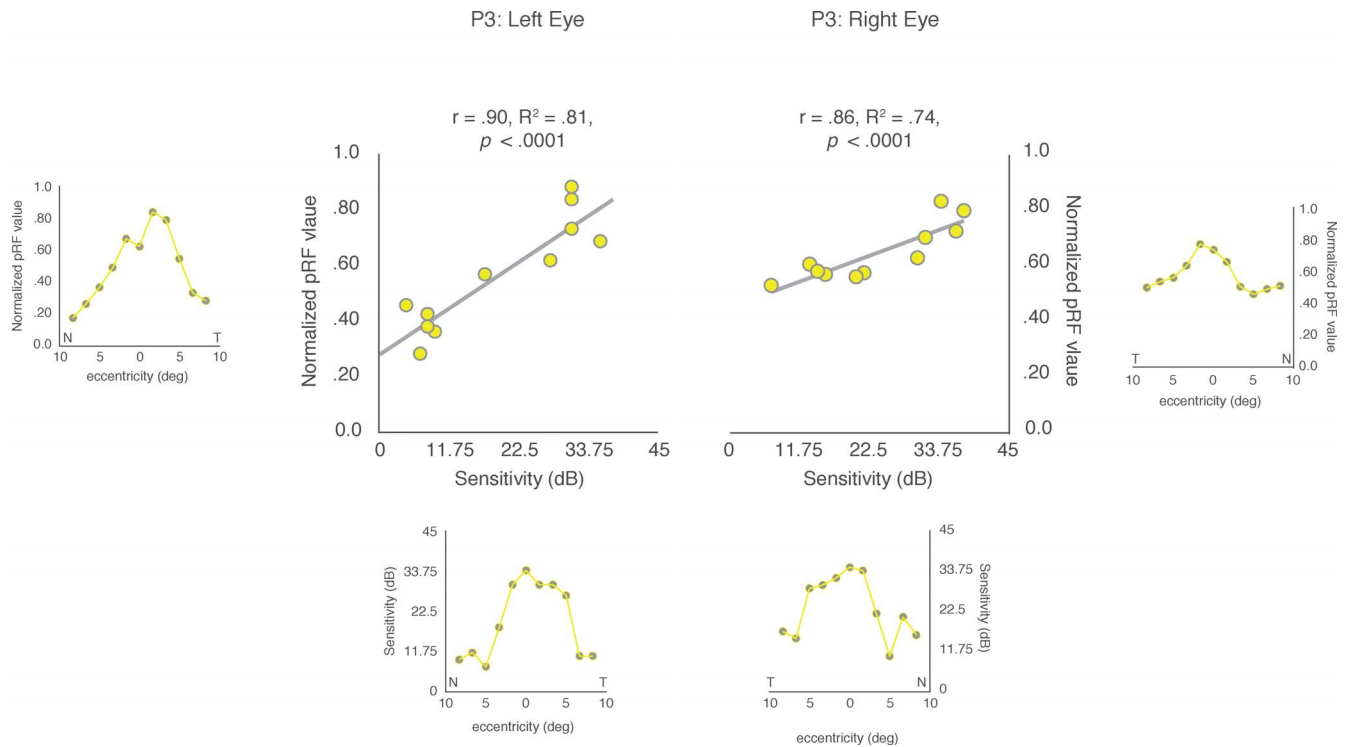 P3: Left Eye
P3: Right Eye
r = .90, R² = .81,
p < .0001
r = .86, R² = .74,
p < .0001
Normalized pRF value
1.0
.80
.60
.40
.20
0.0
N
T
10 5 0 5 10
eccentricity (deg)
Normalized pRF vlaue
1.0
.80
.60
.40
.20
0.0
0 11.75 22.5 33.75 45
Sensitivity (dB)
1.0
.80
.60
.40
.20
0.0
Normalized pRF vlaue
0 11.75 22.5 33.75 45
Sensitivity (dB)
1.0
.80
.60
.40
.20
0.0
Normalized pRF value
T
N
10 5 0 5 10
eccentricity (deg)
Sensitivity (dB)
45
33.75
22.5
11.75
0
N
T
10 5 0 5 10
eccentricity (deg)
45
33.75
22.5
11.75
0
Sensitivity (dB)
T
N
10 5 0 5 10
eccentricity (deg)